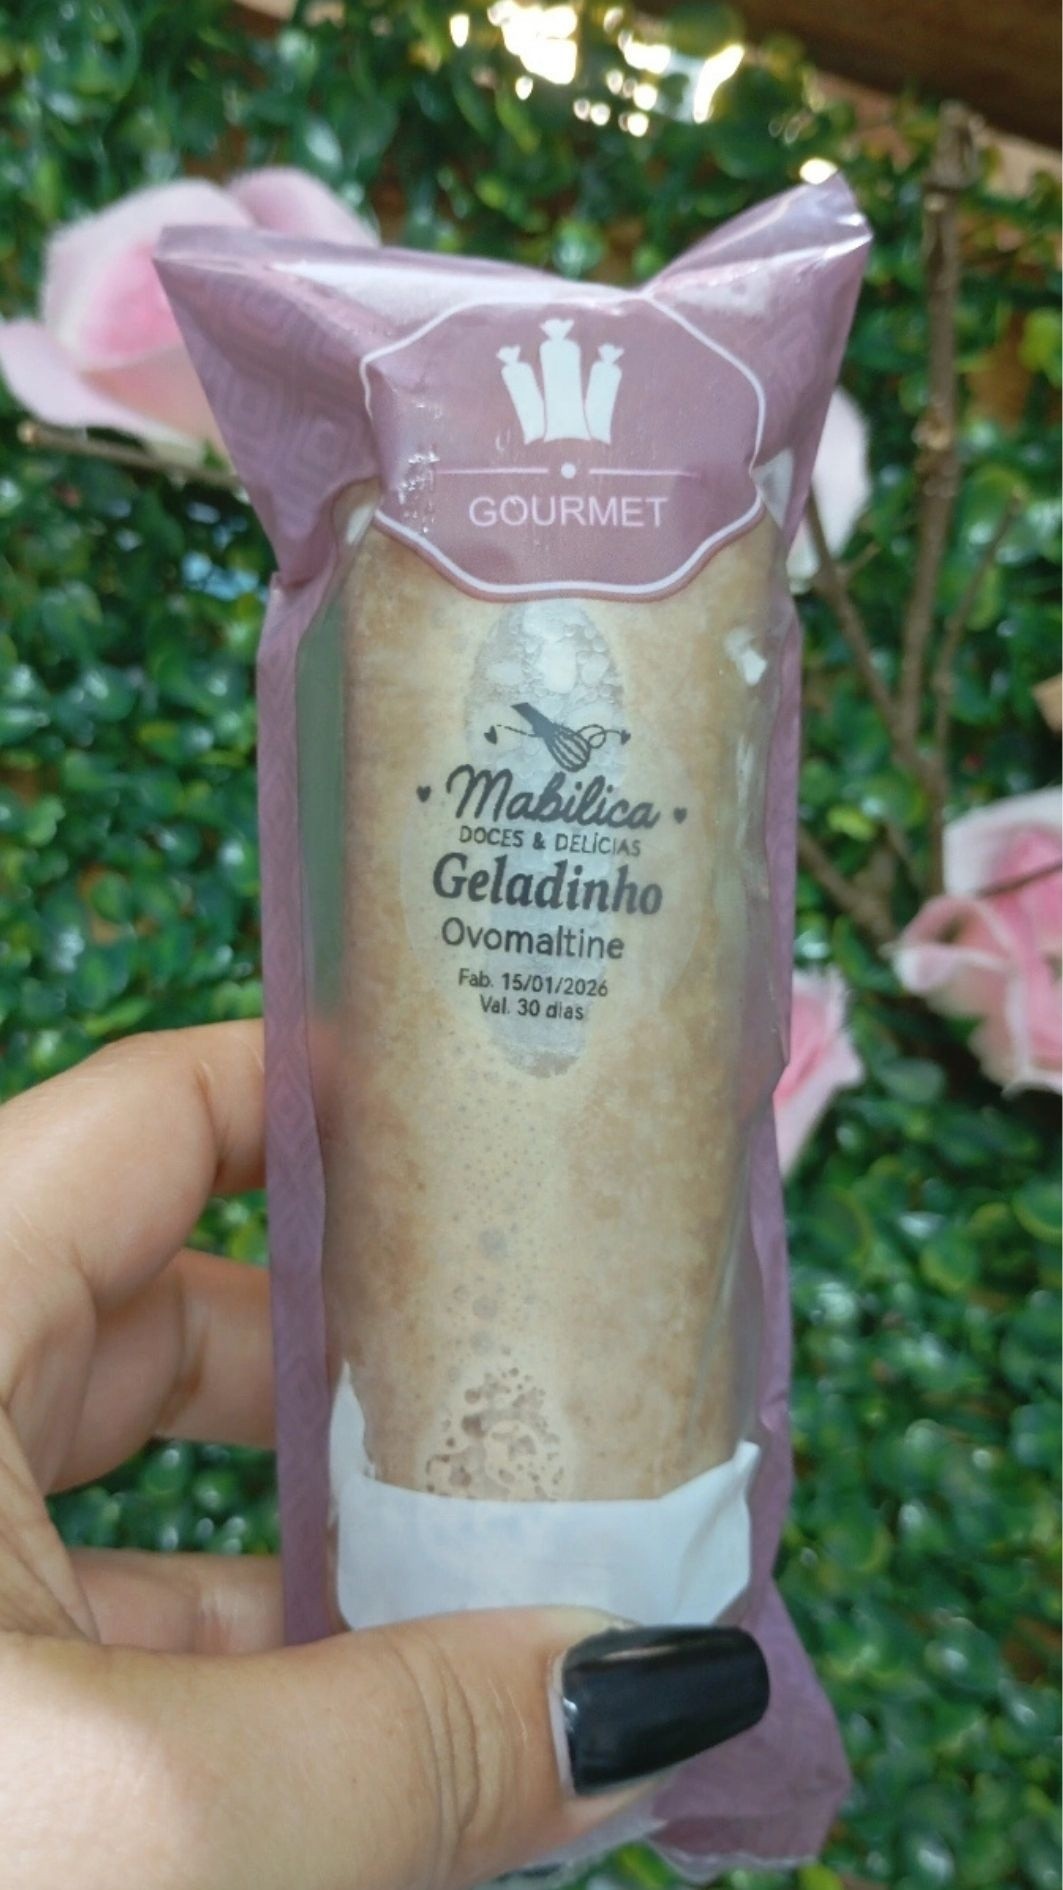 GOURMET
Mabilica
DOCES & DELÍCIAS
Geladinho
Ovomaltine
Fab. 15/01/2026
Val. 30 dias